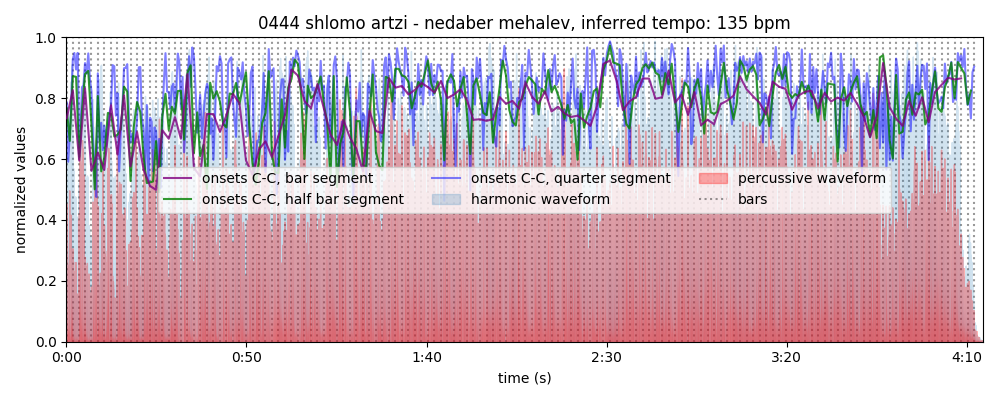 0444 shlomo artzi - nedaber mehalev, inferred tempo: 135 bpm
1.0
0.8
0.6
0.4
0.2
0.0
normalized values
onsets C-C, bar segment
onsets C-C, half bar segment
onsets C-C, quarter segment
harmonic waveform
percussive waveform
bars
0:00 0:50 1:40 2:30 3:20 4:10
time (s)